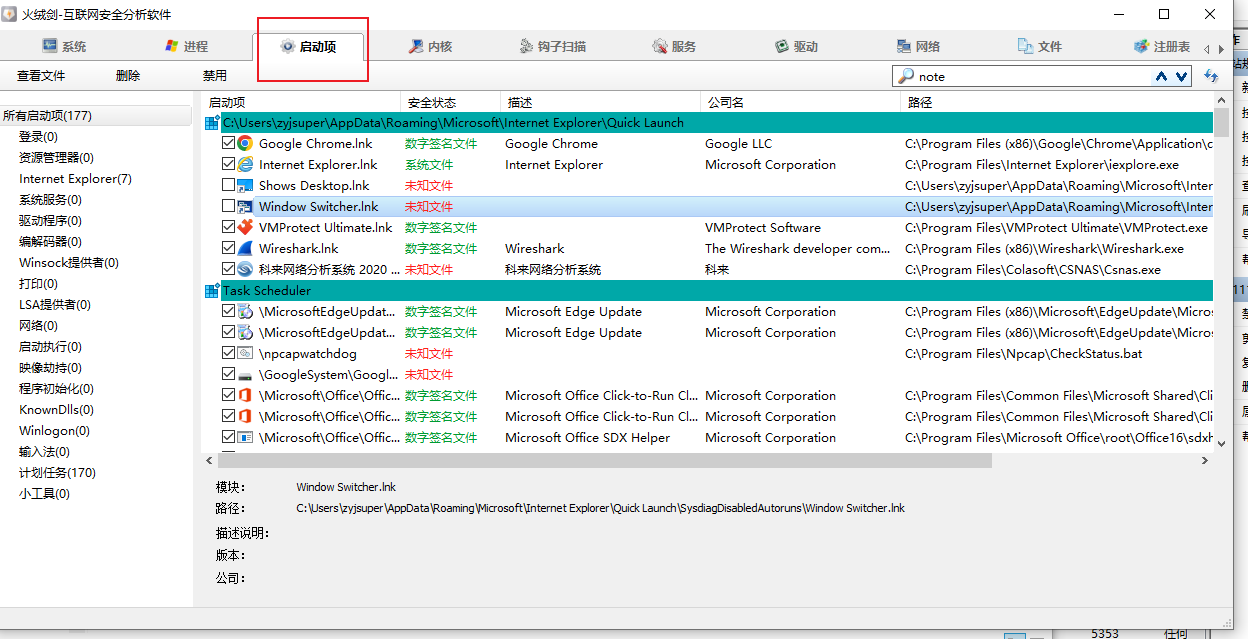 火绒剑-互联网安全分析软件
系统 进程 启动项 内核 钩子扫描 服务 驱动 网络 文件 注册表
查看文件 删除 禁用 note
所有启动项(177)
登录(0)
资源管理器(0)
Internet Explorer(7)
系统服务(0)
驱动程序(0)
编解码器(0)
Winsock提供者(0)
打印(0)
LSA提供者(0)
网络(0)
启动执行(0)
映像劫持(0)
程序初始化(0)
KnownDlls(0)
Winlogon(0)
输入法(0)
计划任务(170)
小工具(0)
启动项 安全状态 描述 公司名 路径
C:\Users\zyjsuper\AppData\Roaming\Microsoft\Internet Explorer\Quick Launch
Google Chrome.lnk 数字签名文件 Google Chrome Google LLC C:\Program Files (x86)\Google\Chrome\Application\c
Internet Explorer.lnk 系统文件 Internet Explorer Microsoft Corporation C:\Program Files\Internet Explorer\iexplore.exe
Shows Desktop.lnk 未知文件 C:\Users\zyjsuper\AppData\Roaming\Microsoft\Inter
Window Switcher.lnk 未知文件 C:\Users\zyjsuper\AppData\Roaming\Microsoft\Inter
VMProtect Ultimate.lnk 数字签名文件 VMProtect Software C:\Program Files\VMProtect Ultimate\VMProtect.exe
Wireshark.lnk 数字签名文件 Wireshark The Wireshark developer com... C:\Program Files (x86)\Wireshark\Wireshark.exe
科来网络分析系统 2020 ... 未知文件 科来网络分析系统 科来 C:\Program Files\Colasoft\CSNAS\Csnas.exe
Task Scheduler
\MicrosoftEdgeUpdat... 数字签名文件 Microsoft Edge Update Microsoft Corporation C:\Program Files (x86)\Microsoft\EdgeUpdate\Micros
\MicrosoftEdgeUpdat... 数字签名文件 Microsoft Edge Update Microsoft Corporation C:\Program Files (x86)\Microsoft\EdgeUpdate\Micros
\npcapwatchdog 未知文件 C:\Program Files\Npcap\CheckStatus.bat
\GoogleSystem\Googl... 未知文件
\Microsoft\Office\Offic... 数字签名文件 Microsoft Office Click-to-Run Cl... Microsoft Corporation C:\Program Files\Common Files\Microsoft Shared\Cli
\Microsoft\Office\Offic... 数字签名文件 Microsoft Office Click-to-Run Cl... Microsoft Corporation C:\Program Files\Common Files\Microsoft Shared\Cli
\Microsoft\Office\Offic... 数字签名文件 Microsoft Office SDX Helper Microsoft Corporation C:\Program Files\Microsoft Office\root\Office16\sdxh
模块: Window Switcher.lnk
路径: C:\Users\zyjsuper\AppData\Roaming\Microsoft\Internet Explorer\Quick Launch\SysdiagDisabledAutoruns\Window Switcher.lnk
描述说明:
版本:
公司:
5353 任何